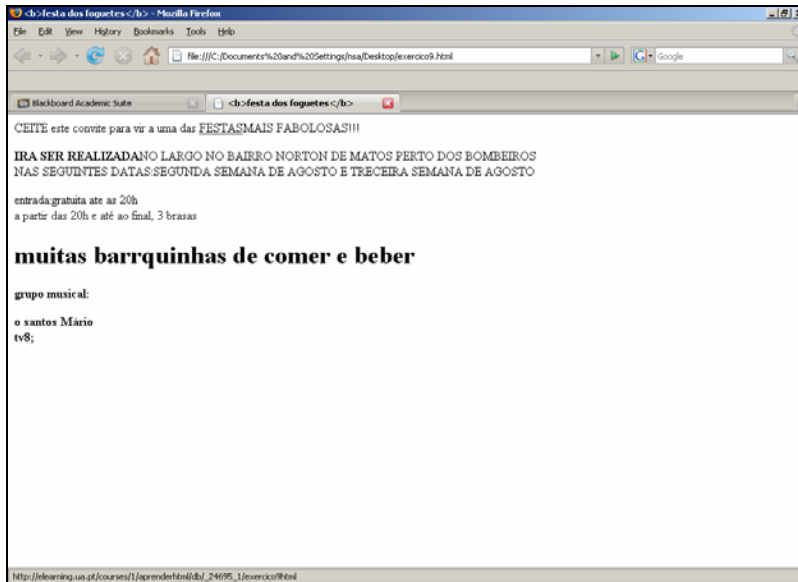 <b>festa dos foguetes</b> - Mozilla Firefox
File Edit View History Bookmarks Tools Help
file:///C:/Documents%20and%20Settings/nsa/Desktop/exercico9.html
Google
Blackboard Academic Suite
<b>festa dos foguetes</b>
CEITE este convite para vir a uma das FESTASMAIS FABOLOSAS!!!
IRA SER REALIZADANO LARGO NO BAIRRO NORTON DE MATOS PERTO DOS BOMBEIROS
NAS SEGUINTES DATAS:SEGUNDA SEMANA DE AGOSTO E TRECEIRA SEMANA DE AGOSTO
entrada:gratuita ate as 20h
a partir das 20h e até ao final, 3 brasas
muitas barrquinhas de comer e beber
grupo musical:
o santos Mário
tv8;
http://elearning.ua.pt/courses/1/aprenderhtml/db/_24695_1/exercico9html